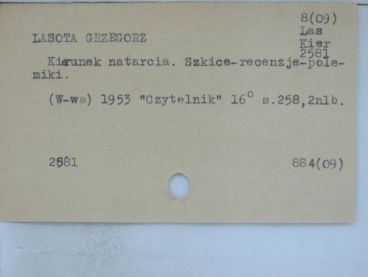 8(09)
Las
LASOTA GRZEGORZ
Kier
2581
Kierunek natarcia. Szkice-recenzje-pole-
miki.
(W-wa) 1953 "Czytelnik" 16° s.258,2nlb.
2581 884(09)